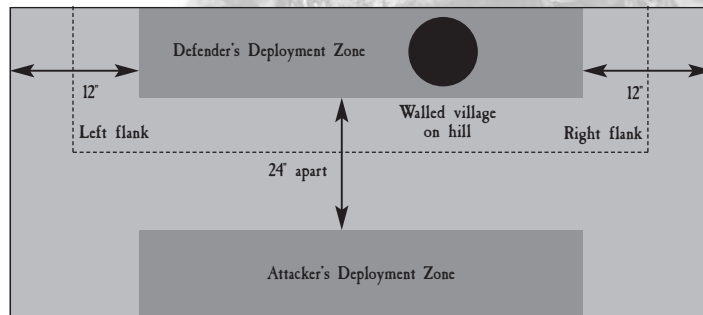 Defender's Deployment Zone
12"
12"
Walled village
on hill
Left flank
Right flank
24" apart
Attacker's Deployment Zone